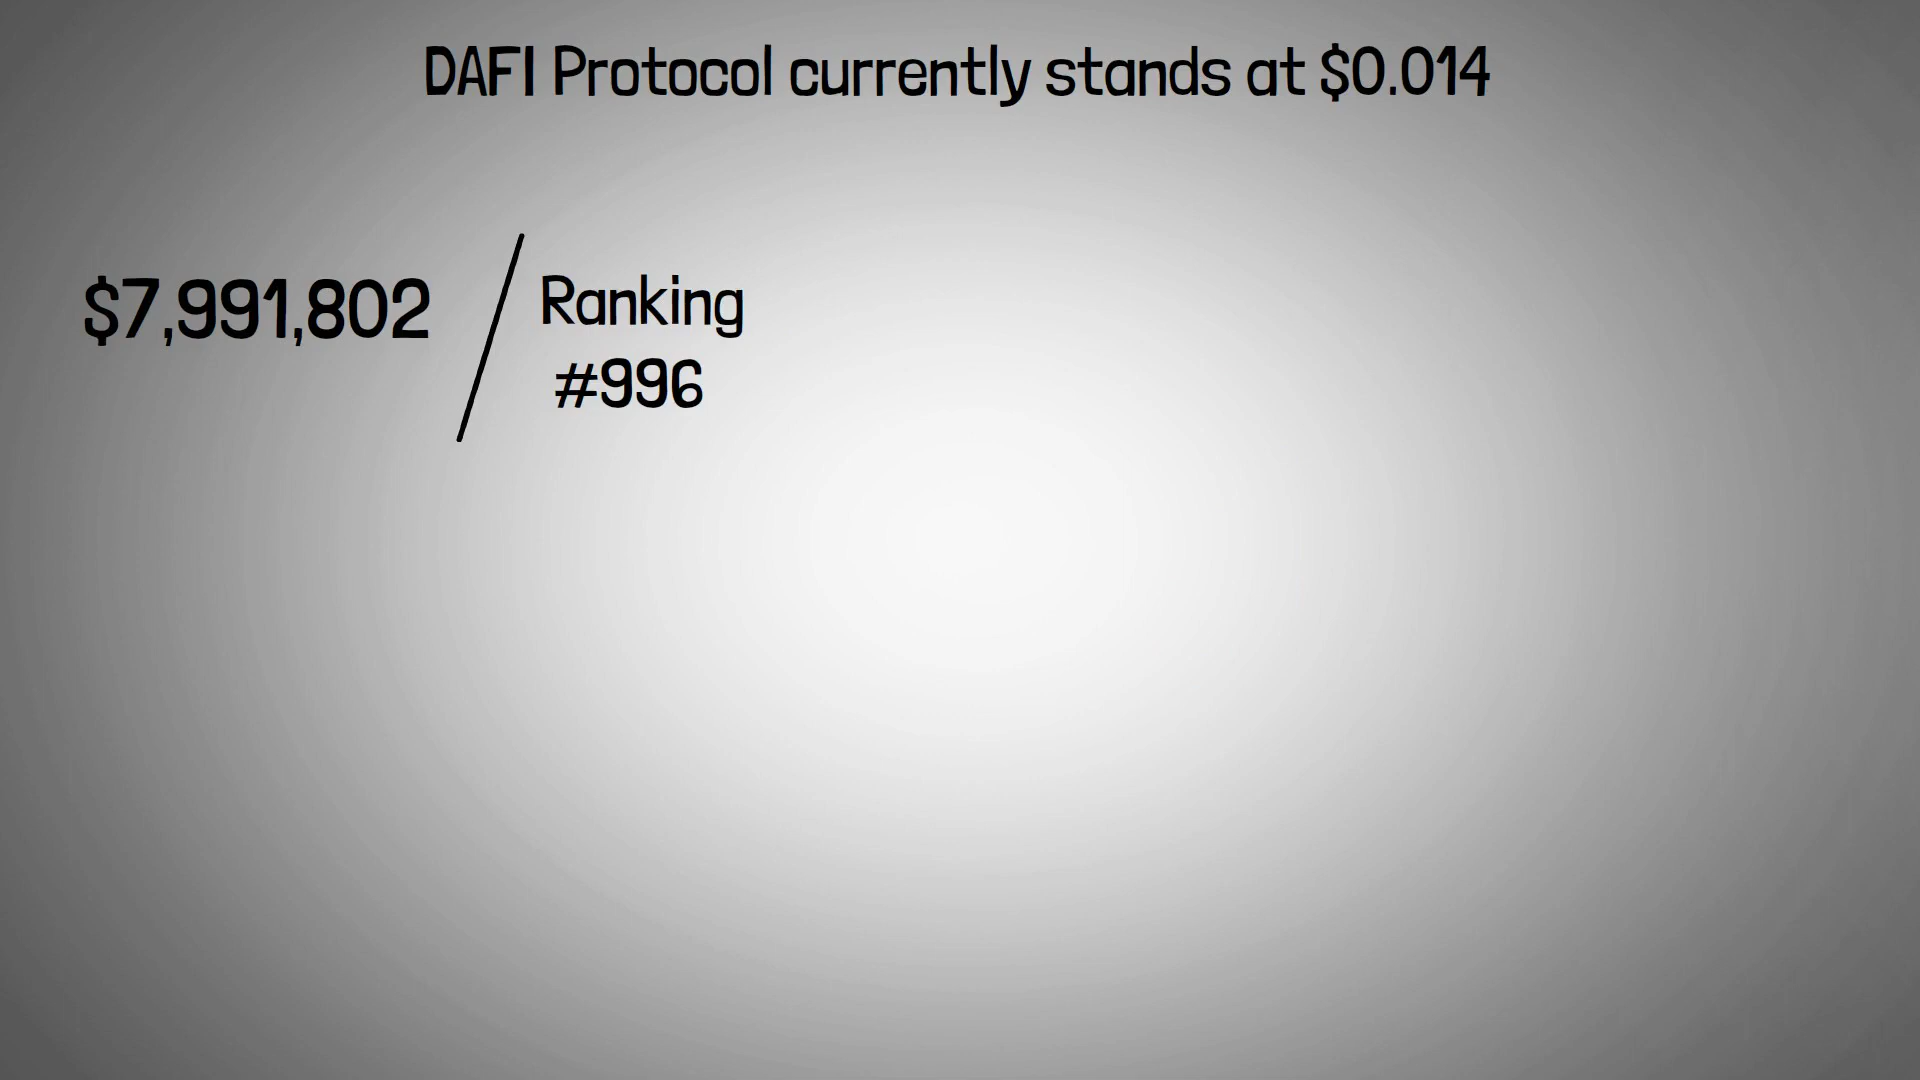 DAFI Protocol currently stands at $0.014
$7,991,802
Ranking
#996